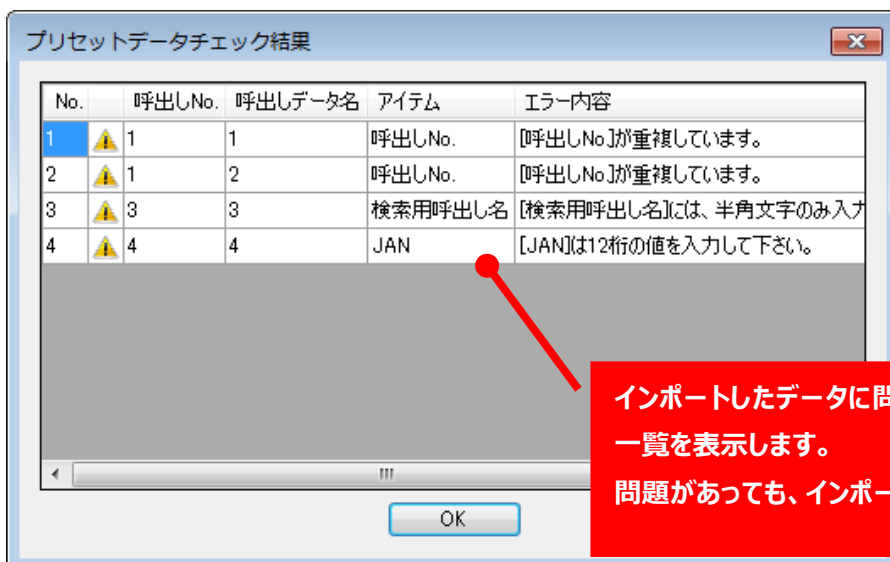 プリセットデータチェック結果
No. 呼出しNo. 呼出しデータ名 アイテム エラー内容
1 1 1 呼出しNo. [呼出しNo.]が重複しています。
2 1 2 呼出しNo. [呼出しNo.]が重複しています。
3 3 3 検索用呼出し名 [検索用呼出し名]には、半角文字のみ入力
4 4 4 JAN [JAN]は12桁の値を入力して下さい。
インポートしたデータに問
一覧を表示します。
問題があっても、インポー
OK